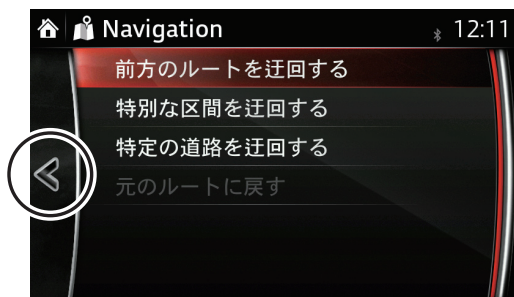 Navigation 12:11
前方のルートを迂回する
特別な区間を迂回する
特定の道路を迂回する
元のルートに戻す